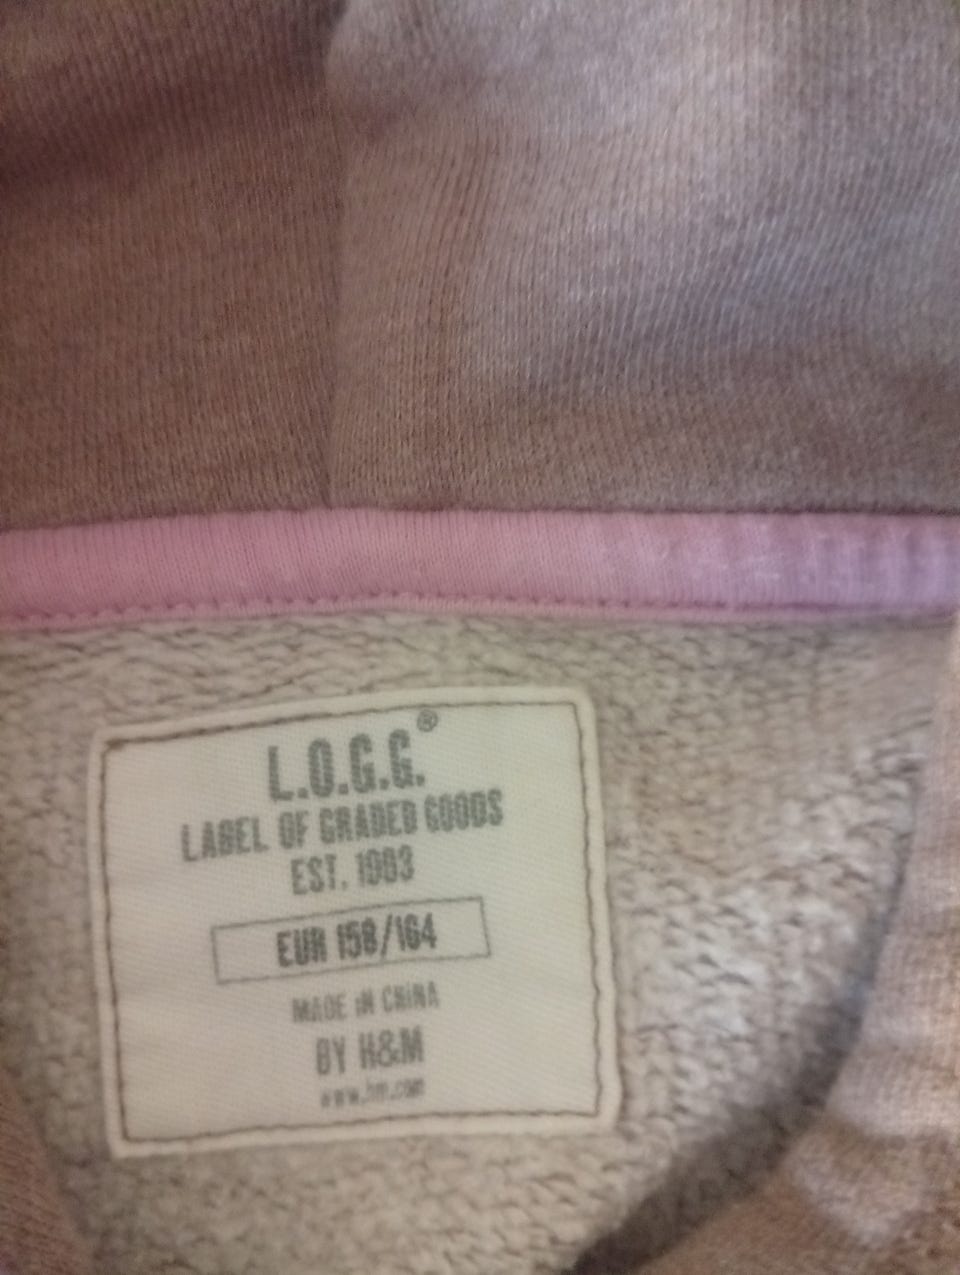 L.O.G.G.®
LABEL OF GRADED GOODS
EST. 1983
EUR 158/164
MADE IN CHINA
BY H&M
www.hm.com